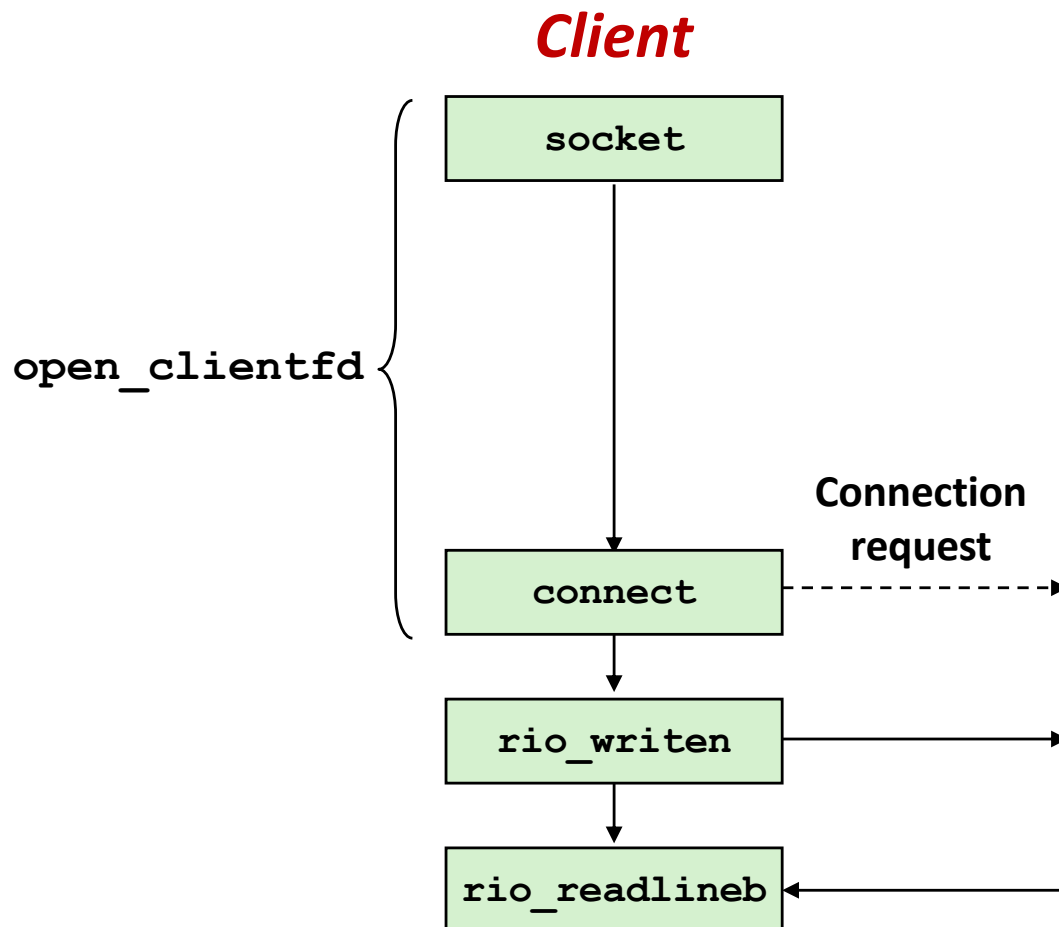 Client
socket
open_clientfd
Connection
request
connect
rio_writen
rio_readlineb